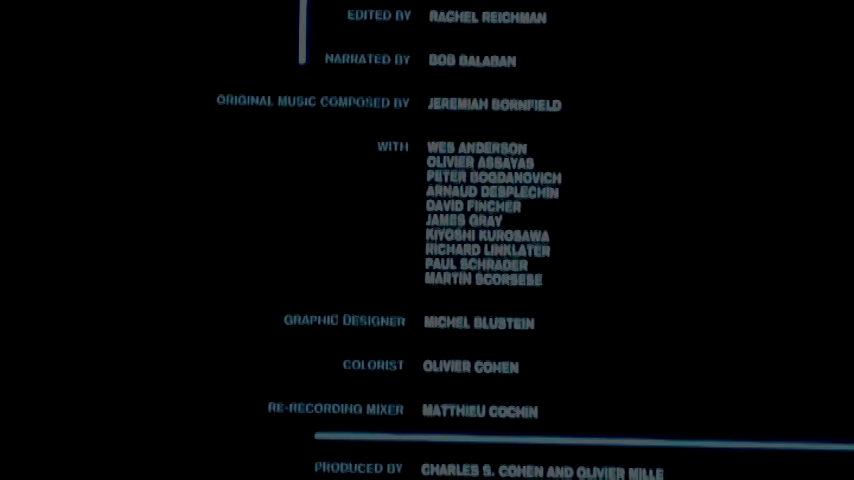 EDITED BY RACHEL REICHMAN
NARRATED BY BOB BALABAN
ORIGINAL MUSIC COMPOSED BY JEREMIAH BORNFIELD
WITH WES ANDERSON
OLIVIER ASSAYAS
PETER BOGDANOVICH
ARNAUD DESPLECHIN
DAVID FINCHER
JAMES GRAY
KIYOSHI KUROSAWA
RICHARD LINKLATER
PAUL SCHRADER
MARTIN SCORSESE
GRAPHIC DESIGNER MICHEL BLUSTEIN
COLORIST OLIVIER COHEN
RE-RECORDING MIXER MATTHIEU COCHIN
PRODUCED BY CHARLES S. COHEN AND OLIVIER MILLE